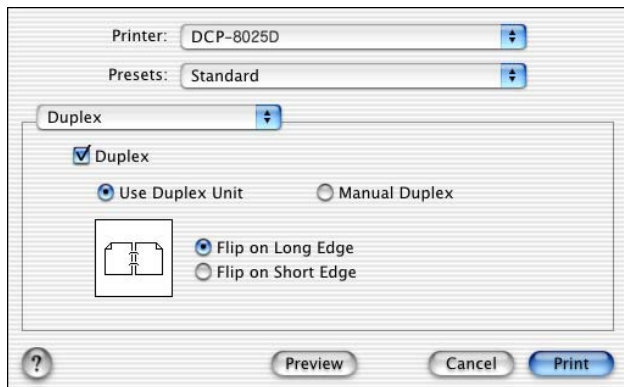 Printer: DCP-8025D
Presets: Standard
Duplex
Duplex
Use Duplex Unit Manual Duplex
Flip on Long Edge
Flip on Short Edge
? Preview Cancel Print